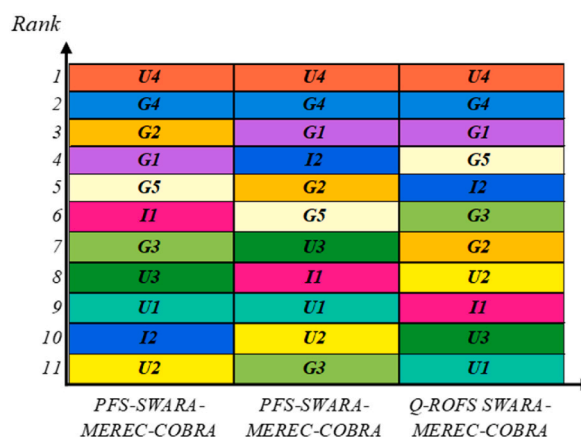 Rank
1 U4 U4 U4
2 G4 G4 G4
3 G2 G1 G1
4 G1 I2 G5
5 G5 G2 I2
6 I1 G5 G3
7 G3 U3 G2
8 U3 I1 U2
9 U1 U1 I1
10 I2 U2 U3
11 U2 G3 U1
PFS-SWARA- PFS-SWARA- Q-ROFS SWARA-
MEREC-COBRA MEREC-COBRA MEREC-COBRA